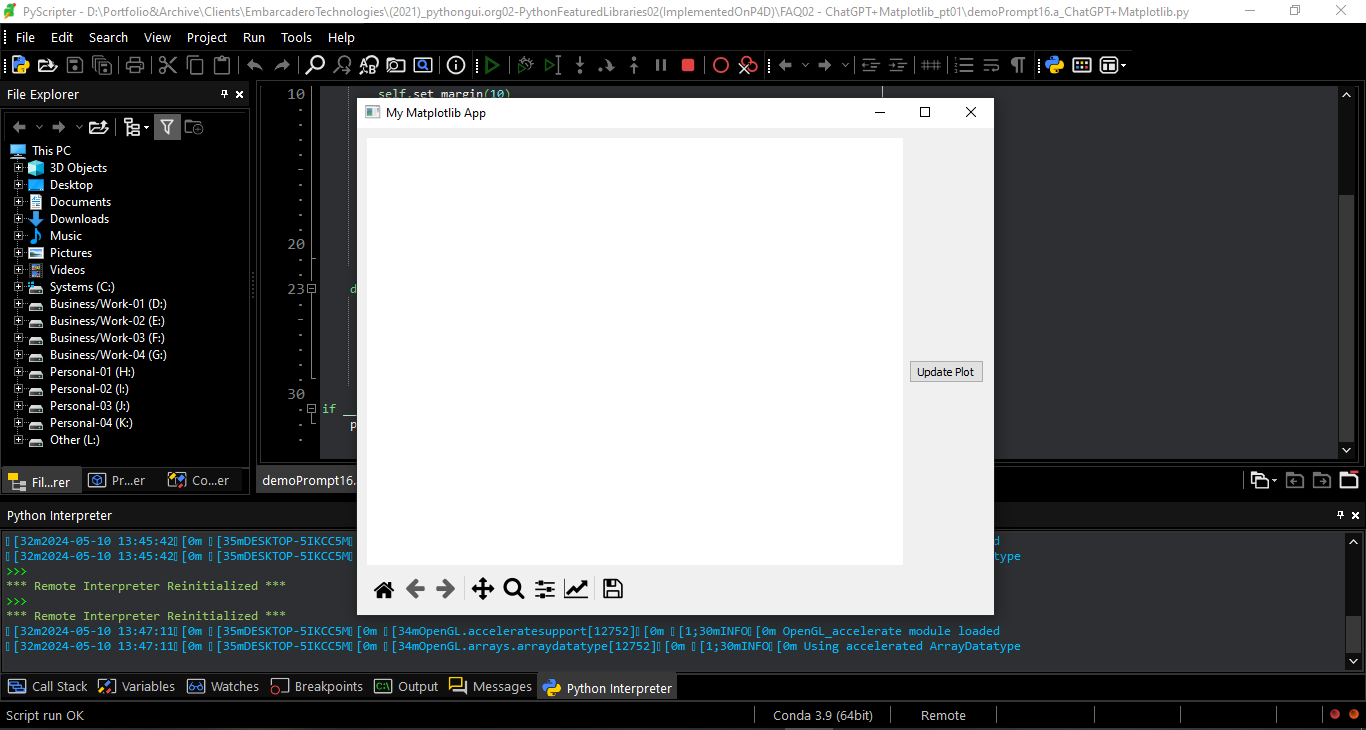 PyScripter - D:\Portfolio&Archive\Clients\EmbarcaderoTechnologies\(2021)_pythongui.org02-PythonFeaturedLibraries02(ImplementedOnP4D)\FAQ02 - ChatGPT+Matplotlib_pt01\demoPrompt16.a_ChatGPT+Matplotlib.py
File Edit Search View Project Run Tools Help
File Explorer
This PC
3D Objects
Desktop
Documents
Downloads
Music
Pictures
Videos
Systems (C:)
Business/Work-01 (D:)
Business/Work-02 (E:)
Business/Work-03 (F:)
Business/Work-04 (G:)
Personal-01 (H:)
Personal-02 (I:)
Personal-03 (J:)
Personal-04 (K:)
Other (L:)
Fil...rer Pr...er Co...er
10 self.set_margin(10)
20
23 d
30
if __
p
demoPrompt16.
My Matplotlib App
Update Plot
Python Interpreter
[32m2024-05-10 13:45:42[0m [35mDESKTOP-5IKCC5M d
[32m2024-05-10 13:45:42[0m [35mDESKTOP-5IKCC5M type
>>>
*** Remote Interpreter Reinitialized ***
>>>
*** Remote Interpreter Reinitialized ***
[32m2024-05-10 13:47:11[0m [35mDESKTOP-5IKCC5M[0m [34mOpenGL.acceleratesupport[12752][0m [1;30mINFO[0m OpenGL_accelerate module loaded
[32m2024-05-10 13:47:11[0m [35mDESKTOP-5IKCC5M[0m [34mOpenGL.arrays.arraydatatype[12752][0m [1;30mINFO[0m Using accelerated ArrayDatatype
Call Stack Variables Watches Breakpoints Output Messages Python Interpreter
Script run OK Conda 3.9 (64bit) Remote